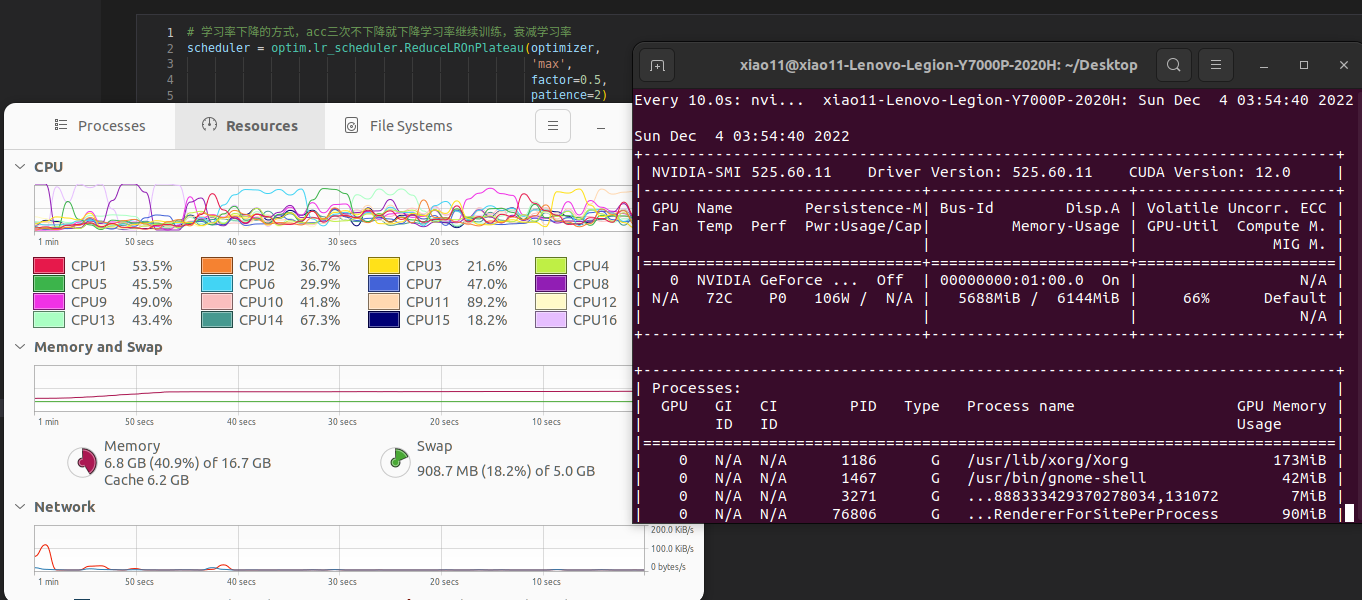 1 # 学习率下降的方式，acc三次不下降就下降学习率继续训练，衰减学习率
2 scheduler = optim.lr_scheduler.ReduceLROnPlateau(optimizer,
3 'max',
4 factor=0.5,
5 patience=2)
Processes Resources File Systems
CPU
1 min 50 secs 40 secs 30 secs 20 secs 10 secs
CPU1 53.5% CPU2 36.7% CPU3 21.6% CPU4
CPU5 45.5% CPU6 29.9% CPU7 47.0% CPU8
CPU9 49.0% CPU10 41.8% CPU11 89.2% CPU12
CPU13 43.4% CPU14 67.3% CPU15 18.2% CPU16
Memory and Swap
1 min 50 secs 40 secs 30 secs 20 secs 10 secs
Memory
6.8 GB (40.9%) of 16.7 GB
Cache 6.2 GB
Swap
908.7 MB (18.2%) of 5.0 GB
Network
200.0 KiB/s
100.0 KiB/s
0 bytes/s
1 min 50 secs 40 secs 30 secs 20 secs 10 secs
xiao11@xiao11-Lenovo-Legion-Y7000P-2020H: ~/Desktop
Every 10.0s: nvi... xiao11-Lenovo-Legion-Y7000P-2020H: Sun Dec 4 03:54:40 2022
Sun Dec 4 03:54:40 2022
+-----------------------------------------------------------------------------+
| NVIDIA-SMI 525.60.11 Driver Version: 525.60.11 CUDA Version: 12.0 |
|-------------------------------+----------------------+----------------------+
| GPU Name Persistence-M| Bus-Id Disp.A | Volatile Uncorr. ECC |
| Fan Temp Perf Pwr:Usage/Cap| Memory-Usage | GPU-Util Compute M. |
| | | MIG M. |
|===============================+======================+======================|
| 0 NVIDIA GeForce ... Off | 00000000:01:00.0 On | N/A |
| N/A 72C P0 106W / N/A | 5688MiB / 6144MiB | 66% Default |
| | | N/A |
+-------------------------------+----------------------+----------------------+
+-----------------------------------------------------------------------------+
| Processes: |
| GPU GI CI PID Type Process name GPU Memory |
| ID ID Usage |
|=============================================================================|
| 0 N/A N/A 1186 G /usr/lib/xorg/Xorg 173MiB |
| 0 N/A N/A 1467 G /usr/bin/gnome-shell 42MiB |
| 0 N/A N/A 3271 G ...888333429370278034,131072 7MiB |
| 0 N/A N/A 76806 G ...RendererForSitePerProcess 90MiB |